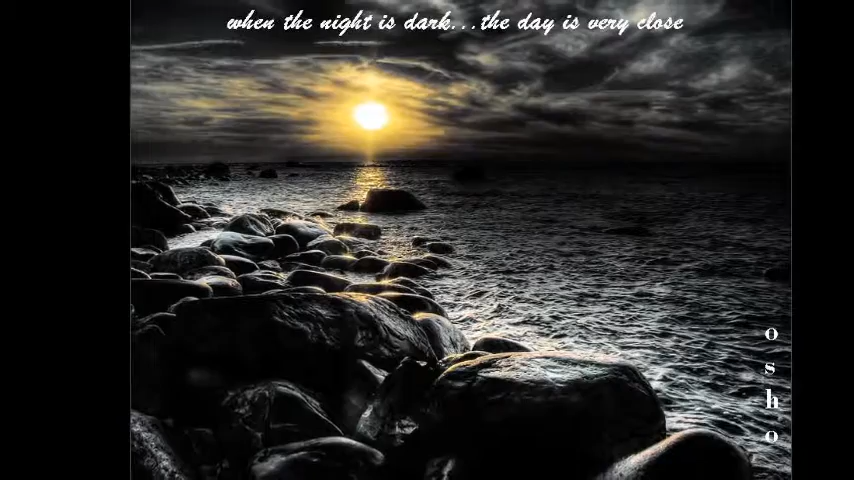 when the night is dark...the day is very close
osho